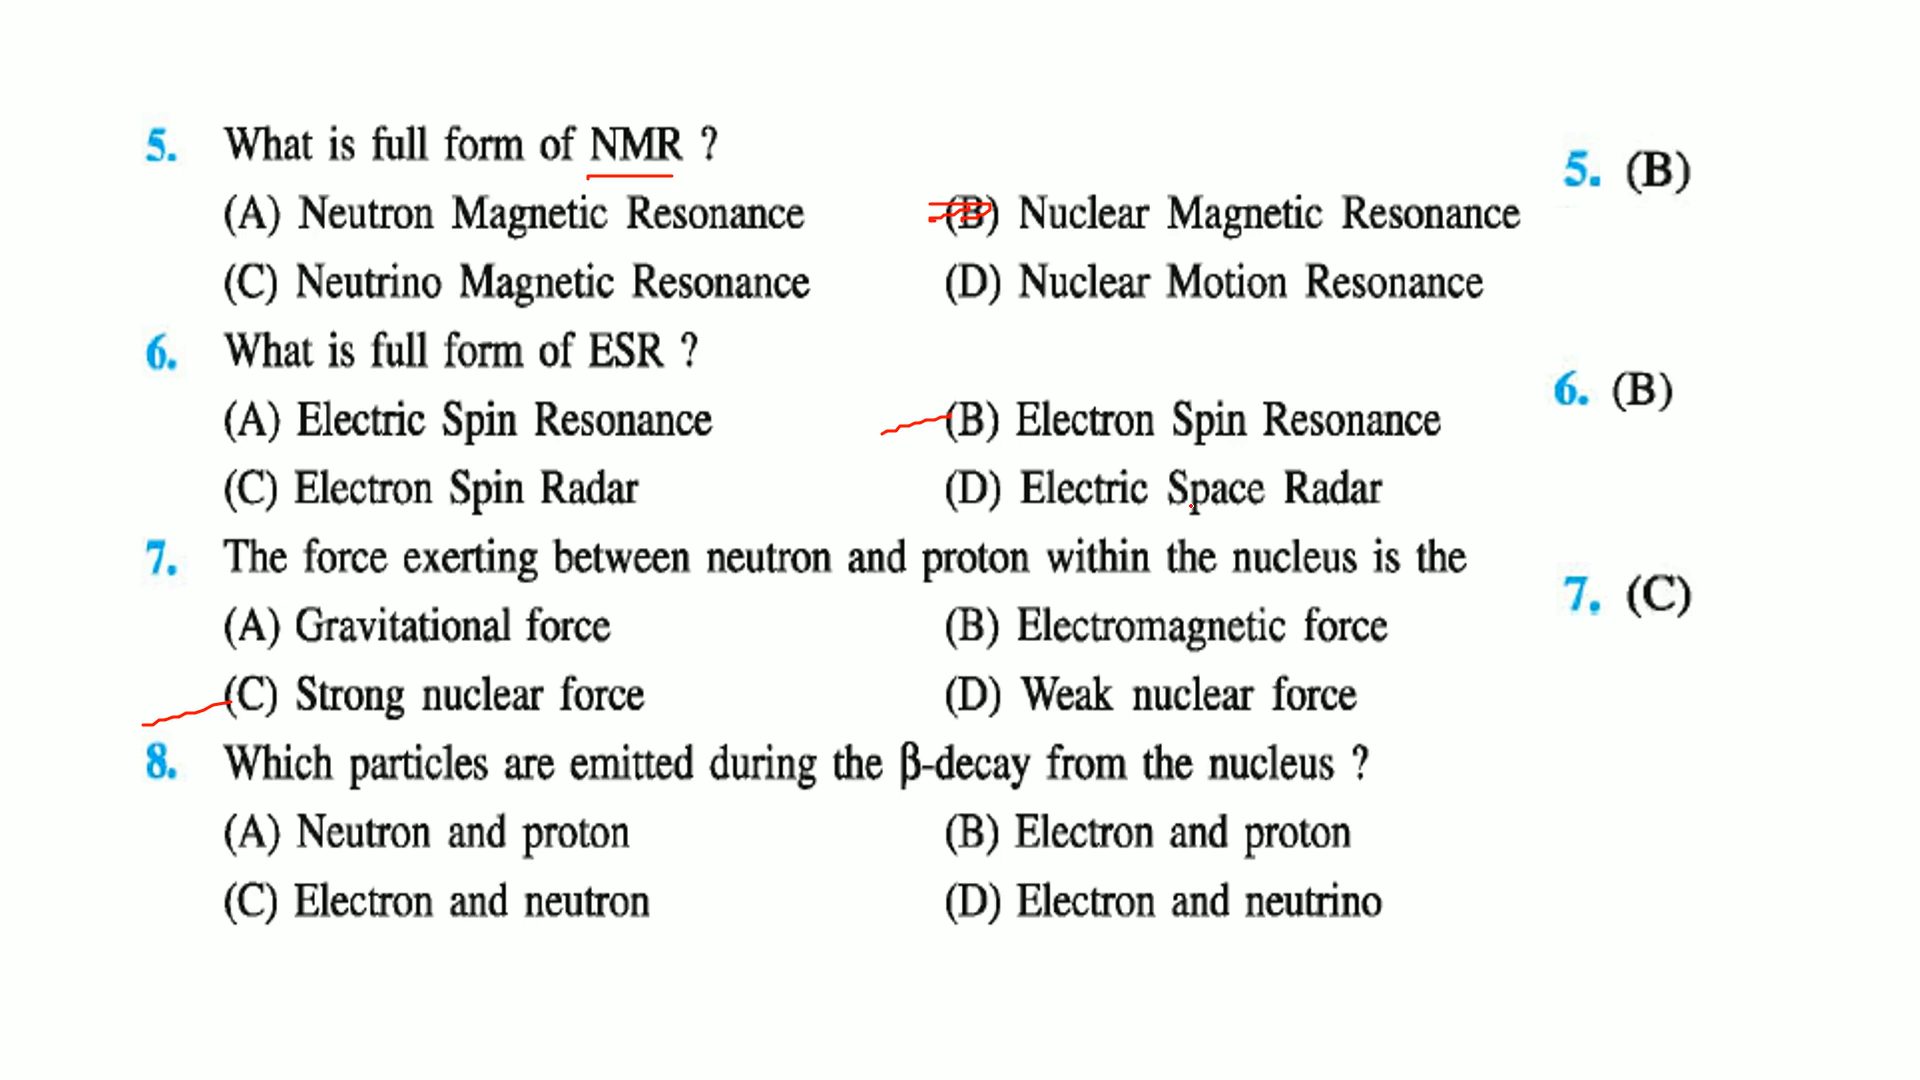 5. What is full form of NMR ?
5. (B)
(A) Neutron Magnetic Resonance (B) Nuclear Magnetic Resonance
(C) Neutrino Magnetic Resonance (D) Nuclear Motion Resonance
6. What is full form of ESR ?
6. (B)
(A) Electric Spin Resonance (B) Electron Spin Resonance
(C) Electron Spin Radar (D) Electric Space Radar
7. The force exerting between neutron and proton within the nucleus is the
7. (C)
(A) Gravitational force (B) Electromagnetic force
(C) Strong nuclear force (D) Weak nuclear force
8. Which particles are emitted during the β-decay from the nucleus ?
(A) Neutron and proton (B) Electron and proton
(C) Electron and neutron (D) Electron and neutrino